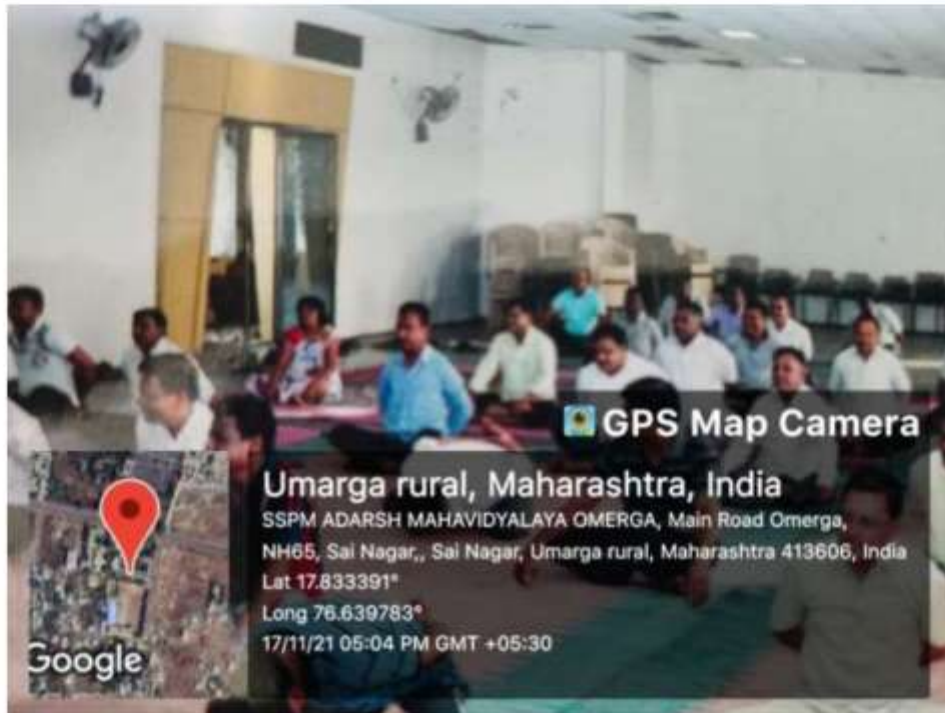 GPS Map Camera
Umarga rural, Maharashtra, India
SSPM ADARSH MAHAVIDYALAYA OMERGA, Main Road Omerga,
NH65, Sai Nagar,, Sai Nagar, Umarga rural, Maharashtra 413606, India
Lat 17.833391°
Long 76.639783°
17/11/21 05:04 PM GMT +05:30
Google